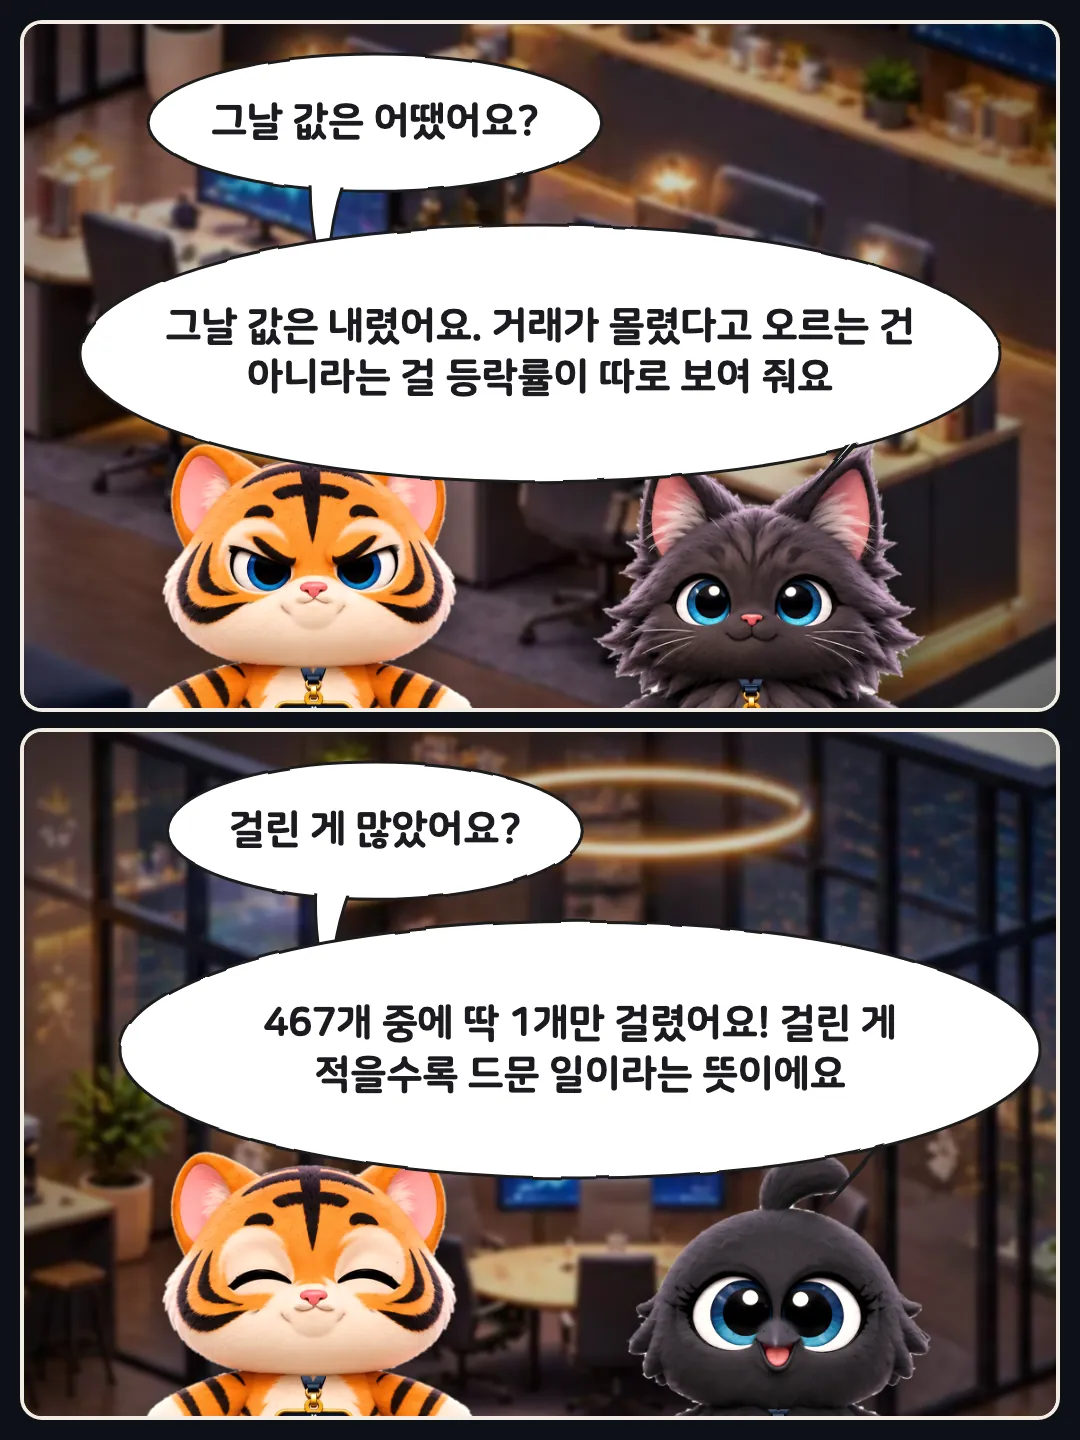 그날 값은 어땠어요?
그날 값은 내렸어요. 거래가 몰렸다고 오르는 건
아니라는 걸 등락률이 따로 보여 줘요
걸린 게 많았어요?
467개 중에 딱 1개만 걸렸어요! 걸린 게
적을수록 드문 일이라는 뜻이에요